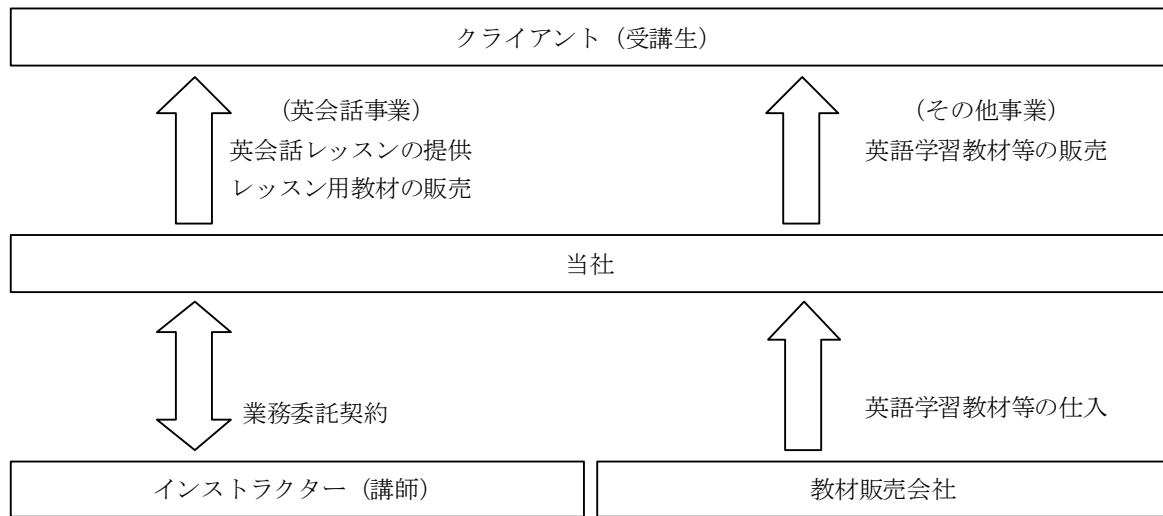 クライアント（受講生）
（英会話事業）
英会話レッスンの提供
レッスン用教材の販売
（その他事業）
英語学習教材等の販売
当社
業務委託契約
英語学習教材等の仕入
インストラクター（講師）
教材販売会社